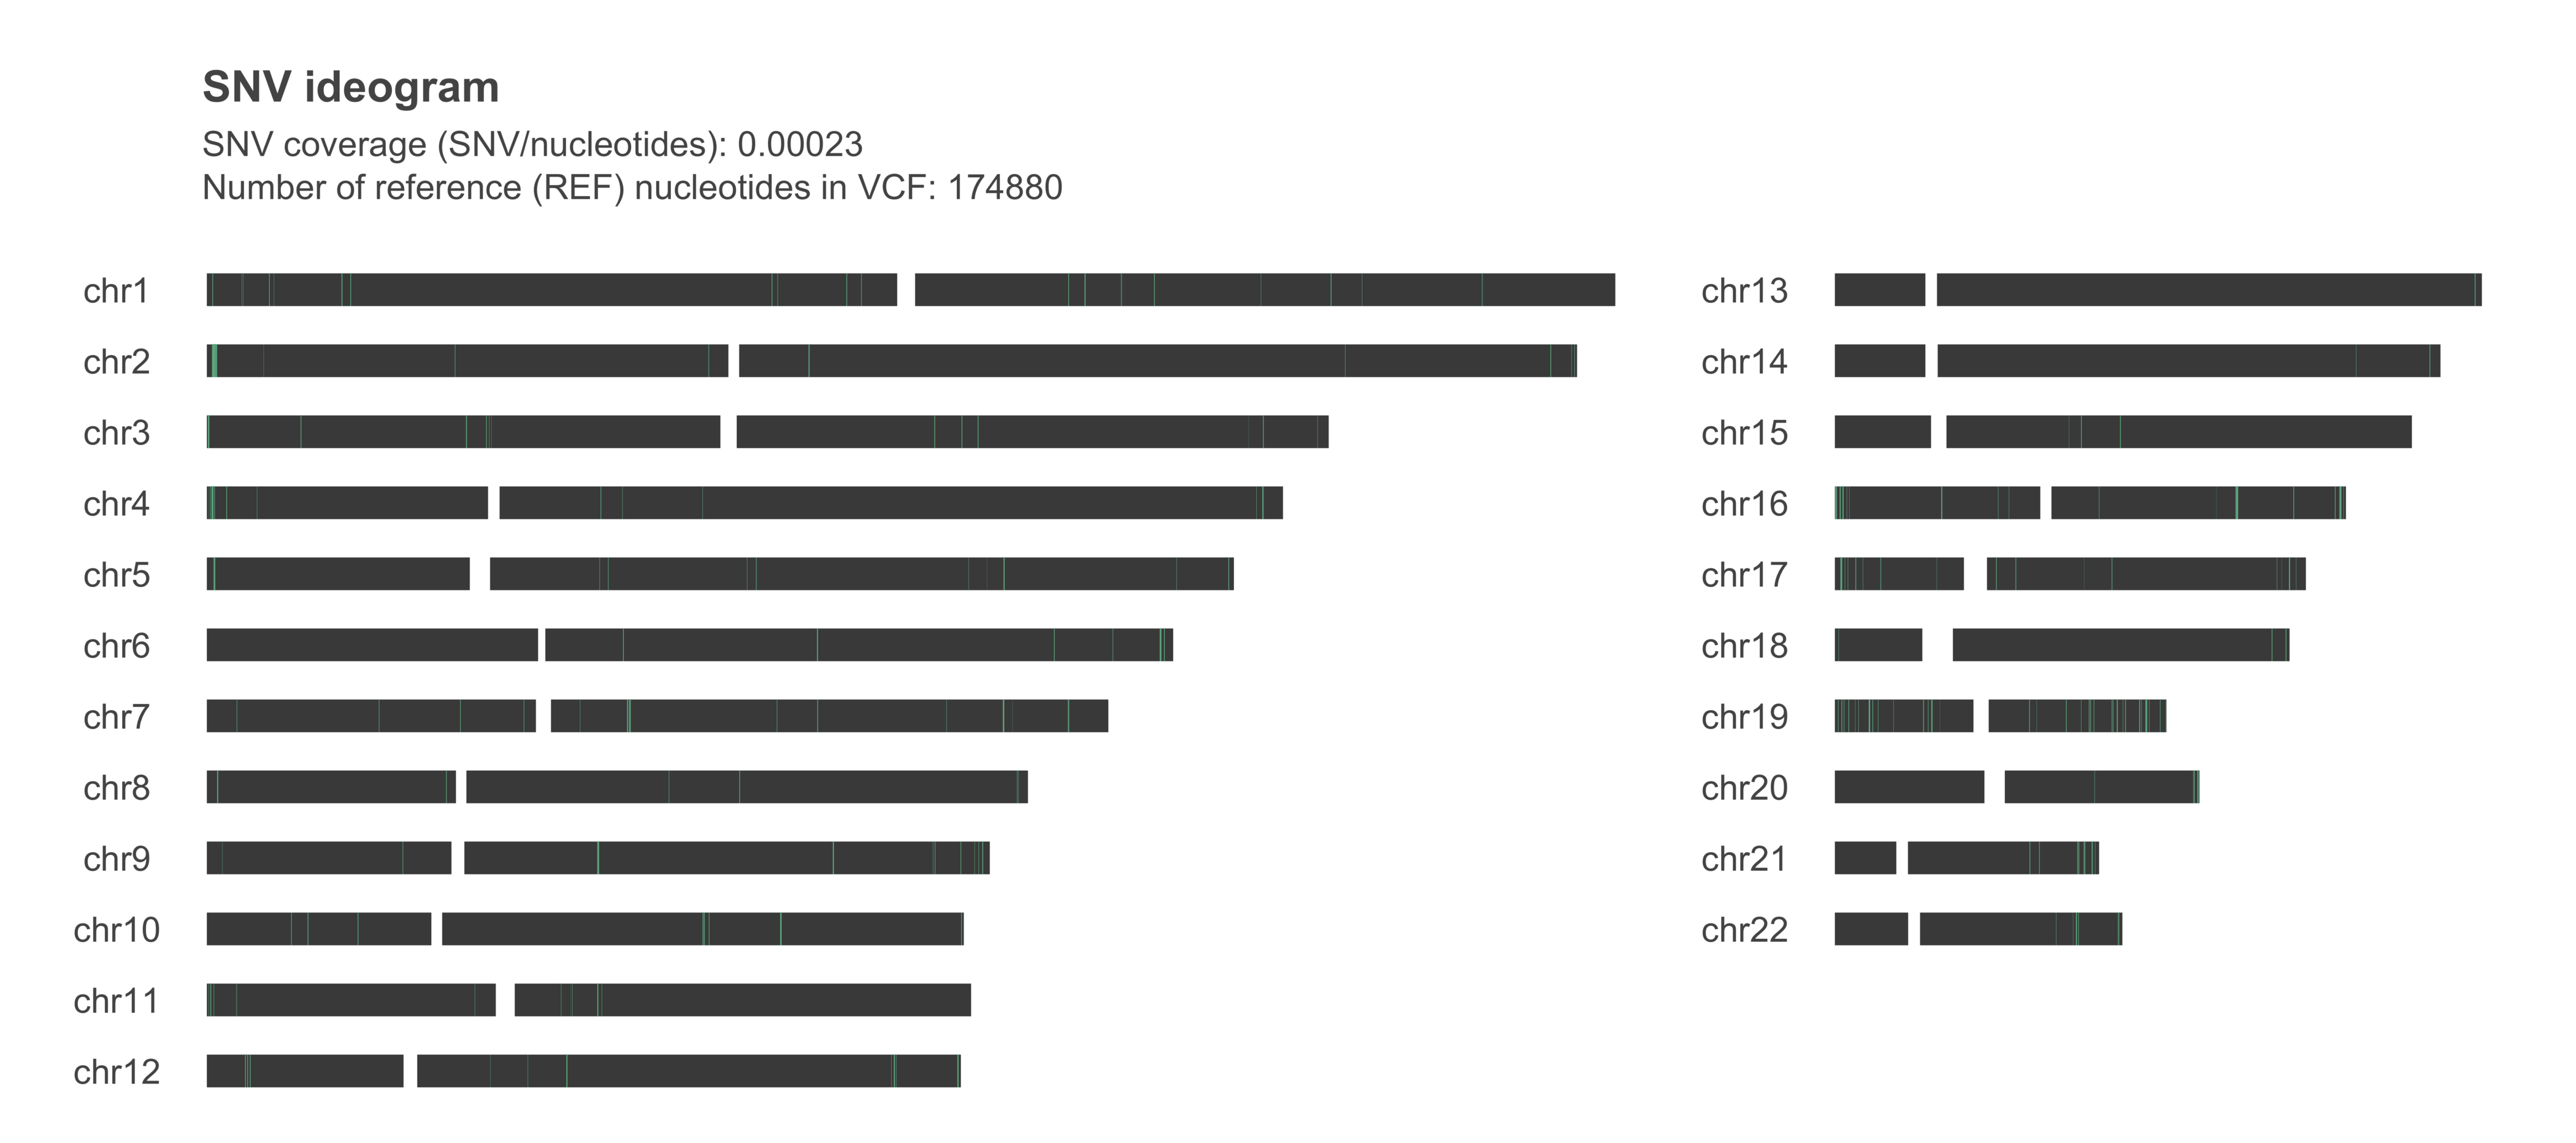 SNV ideogram
SNV coverage (SNV/nucleotides): 0.00023
Number of reference (REF) nucleotides in VCF: 174880
chr1
chr2
chr3
chr4
chr5
chr6
chr7
chr8
chr9
chr10
chr11
chr12
chr13
chr14
chr15
chr16
chr17
chr18
chr19
chr20
chr21
chr22